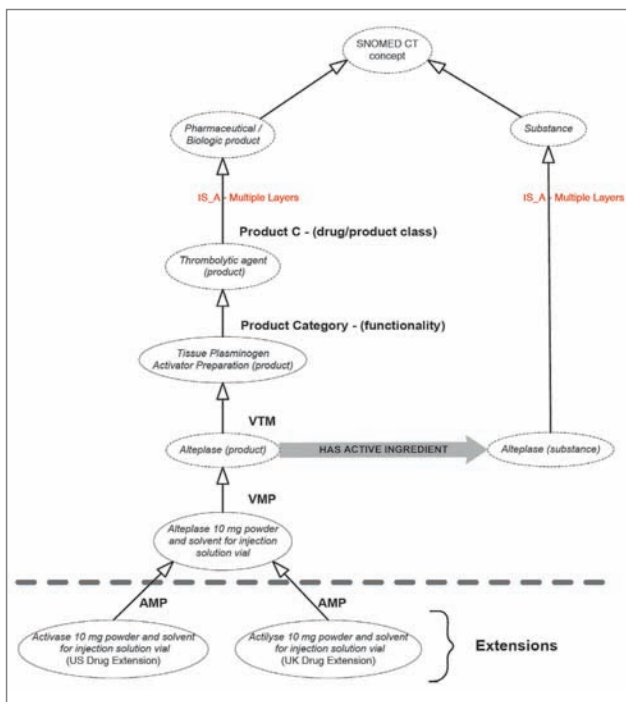 SNOMED CT
concept
Pharmaceutical /
Biologic product
Substance
IS_A - Multiple Layers
IS_A - Multiple Layers
Product C - (drug/product class)
Thrombolytic agent
(product)
Product Category - (functionality)
Tissue Plasminogen
Activator Preparation (product)
VTM
Alteplase (product)
HAS ACTIVE INGREDIENT
Alteplase (substance)
VMP
Alteplase 10 mg powder
and solvent for injection
solution vial
AMP
AMP
Activase 10 mg powder and solvent
for injection solution vial
(US Drug Extension)
Actilyse 10 mg powder and solvent
for injection solution vial
(UK Drug Extension)
Extensions